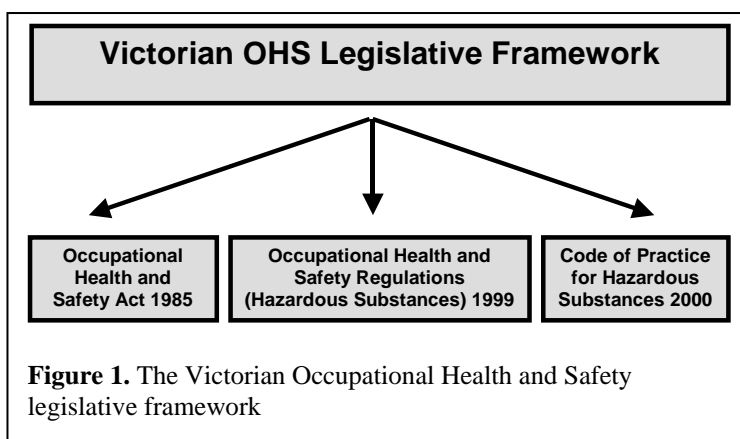 Victorian OHS Legislative Framework
Occupational
Health and
Safety Act 1985
Occupational Health and
Safety Regulations
(Hazardous Substances) 1999
Code of Practice
for Hazardous
Substances 2000
Figure 1. The Victorian Occupational Health and Safety
legislative framework